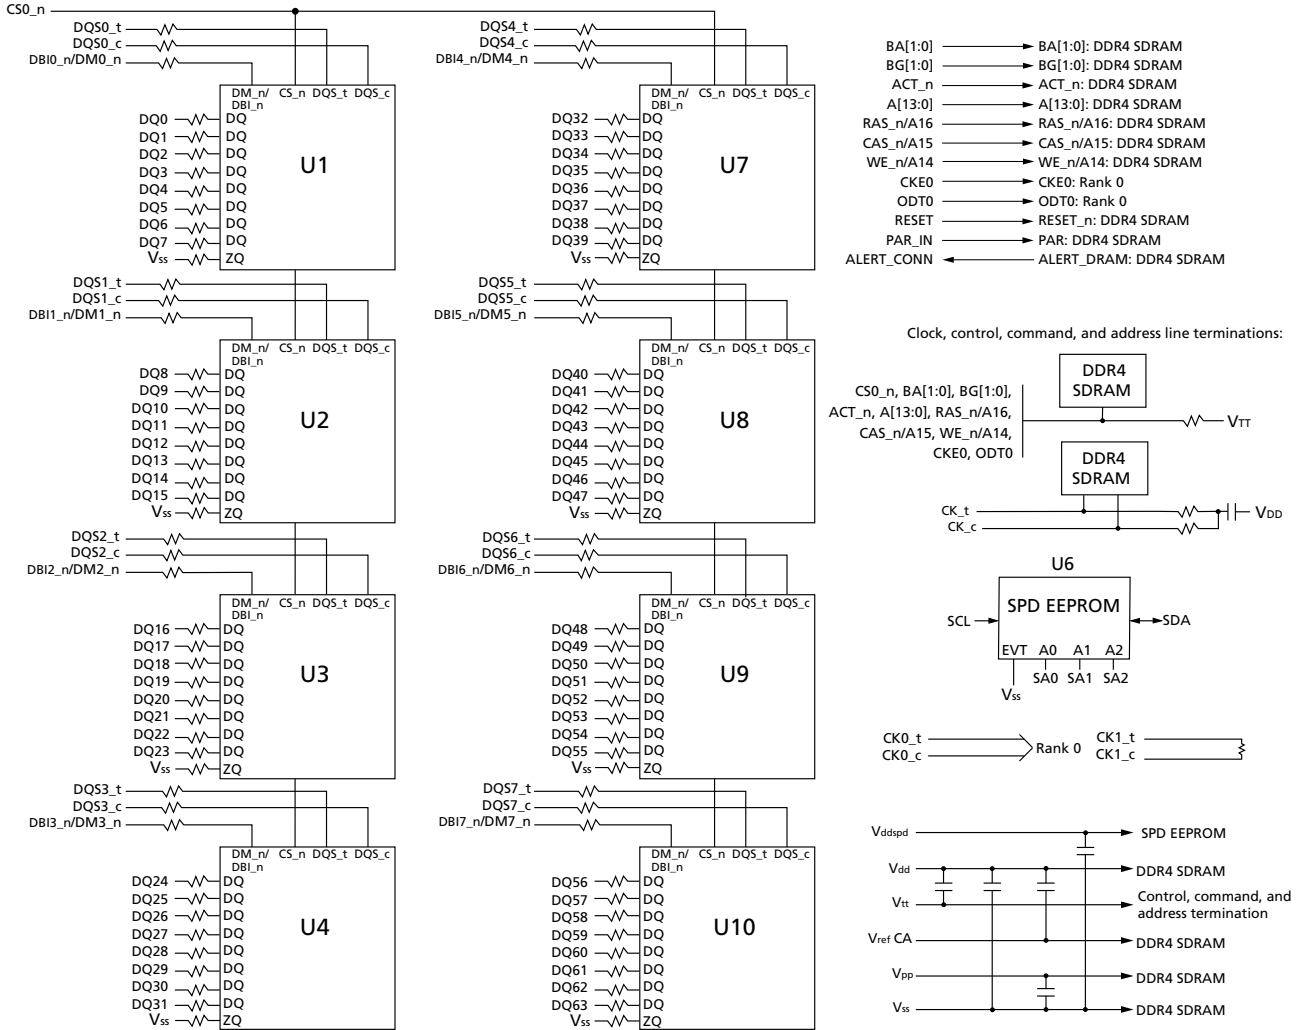 CS0_n
DQS0_t
DQS0_c
DBI0_n/DM0_n
DM_n/ CS_n DQS_t DQS_c
DBI_n
DQ0 DQ
DQ1 DQ
DQ2 DQ
DQ3 DQ
DQ4 DQ
DQ5 DQ
DQ6 DQ
DQ7 DQ
Vss ZQ
U1
DQS1_t
DQS1_c
DBI1_n/DM1_n
DM_n/ CS_n DQS_t DQS_c
DBI_n
DQ8 DQ
DQ9 DQ
DQ10 DQ
DQ11 DQ
DQ12 DQ
DQ13 DQ
DQ14 DQ
DQ15 DQ
Vss ZQ
U2
DQS2_t
DQS2_c
DBI2_n/DM2_n
DM_n/ CS_n DQS_t DQS_c
DBI_n
DQ16 DQ
DQ17 DQ
DQ18 DQ
DQ19 DQ
DQ20 DQ
DQ21 DQ
DQ22 DQ
DQ23 DQ
Vss ZQ
U3
DQS3_t
DQS3_c
DBI3_n/DM3_n
DM_n/ CS_n DQS_t DQS_c
DBI_n
DQ24 DQ
DQ25 DQ
DQ26 DQ
DQ27 DQ
DQ28 DQ
DQ29 DQ
DQ30 DQ
DQ31 DQ
Vss ZQ
U4
DQS4_t
DQS4_c
DBI4_n/DM4_n
DM_n/ CS_n DQS_t DQS_c
DBI_n
DQ32 DQ
DQ33 DQ
DQ34 DQ
DQ35 DQ
DQ36 DQ
DQ37 DQ
DQ38 DQ
DQ39 DQ
Vss ZQ
U7
DQS5_t
DQS5_c
DBI5_n/DM5_n
DM_n/ CS_n DQS_t DQS_c
DBI_n
DQ40 DQ
DQ41 DQ
DQ42 DQ
DQ43 DQ
DQ44 DQ
DQ45 DQ
DQ46 DQ
DQ47 DQ
Vss ZQ
U8
DQS6_t
DQS6_c
DBI6_n/DM6_n
DM_n/ CS_n DQS_t DQS_c
DBI_n
DQ48 DQ
DQ49 DQ
DQ50 DQ
DQ51 DQ
DQ52 DQ
DQ53 DQ
DQ54 DQ
DQ55 DQ
Vss ZQ
U9
DQS7_t
DQS7_c
DBI7_n/DM7_n
DM_n/ CS_n DQS_t DQS_c
DBI_n
DQ56 DQ
DQ57 DQ
DQ58 DQ
DQ59 DQ
DQ60 DQ
DQ61 DQ
DQ62 DQ
DQ63 DQ
Vss ZQ
U10
BA[1:0] BA[1:0]: DDR4 SDRAM
BG[1:0] BG[1:0]: DDR4 SDRAM
ACT_n ACT_n: DDR4 SDRAM
A[13:0] A[13:0]: DDR4 SDRAM
RAS_n/A16 RAS_n/A16: DDR4 SDRAM
CAS_n/A15 CAS_n/A15: DDR4 SDRAM
WE_n/A14 WE_n/A14: DDR4 SDRAM
CKE0 CKE0: Rank 0
ODT0 ODT0: Rank 0
RESET RESET_n: DDR4 SDRAM
PAR_IN PAR: DDR4 SDRAM
ALERT_CONN ALERT_DRAM: DDR4 SDRAM
Clock, control, command, and address line terminations:
DDR4
SDRAM
CS0_n, BA[1:0], BG[1:0],
ACT_n, A[13:0], RAS_n/A16,
CAS_n/A15, WE_n/A14,
CKE0, ODT0
VTT
DDR4
SDRAM
CK_t
CK_c
VDD
U6
SPD EEPROM
SCL SDA
EVT A0 A1 A2
Vss SA0 SA1 SA2
CK0_t
CK0_c
Rank 0
CK1_t
CK1_c
Vddspd SPD EEPROM
Vdd DDR4 SDRAM
Vtt Control, command, and
address termination
Vref CA DDR4 SDRAM
Vpp DDR4 SDRAM
Vss DDR4 SDRAM